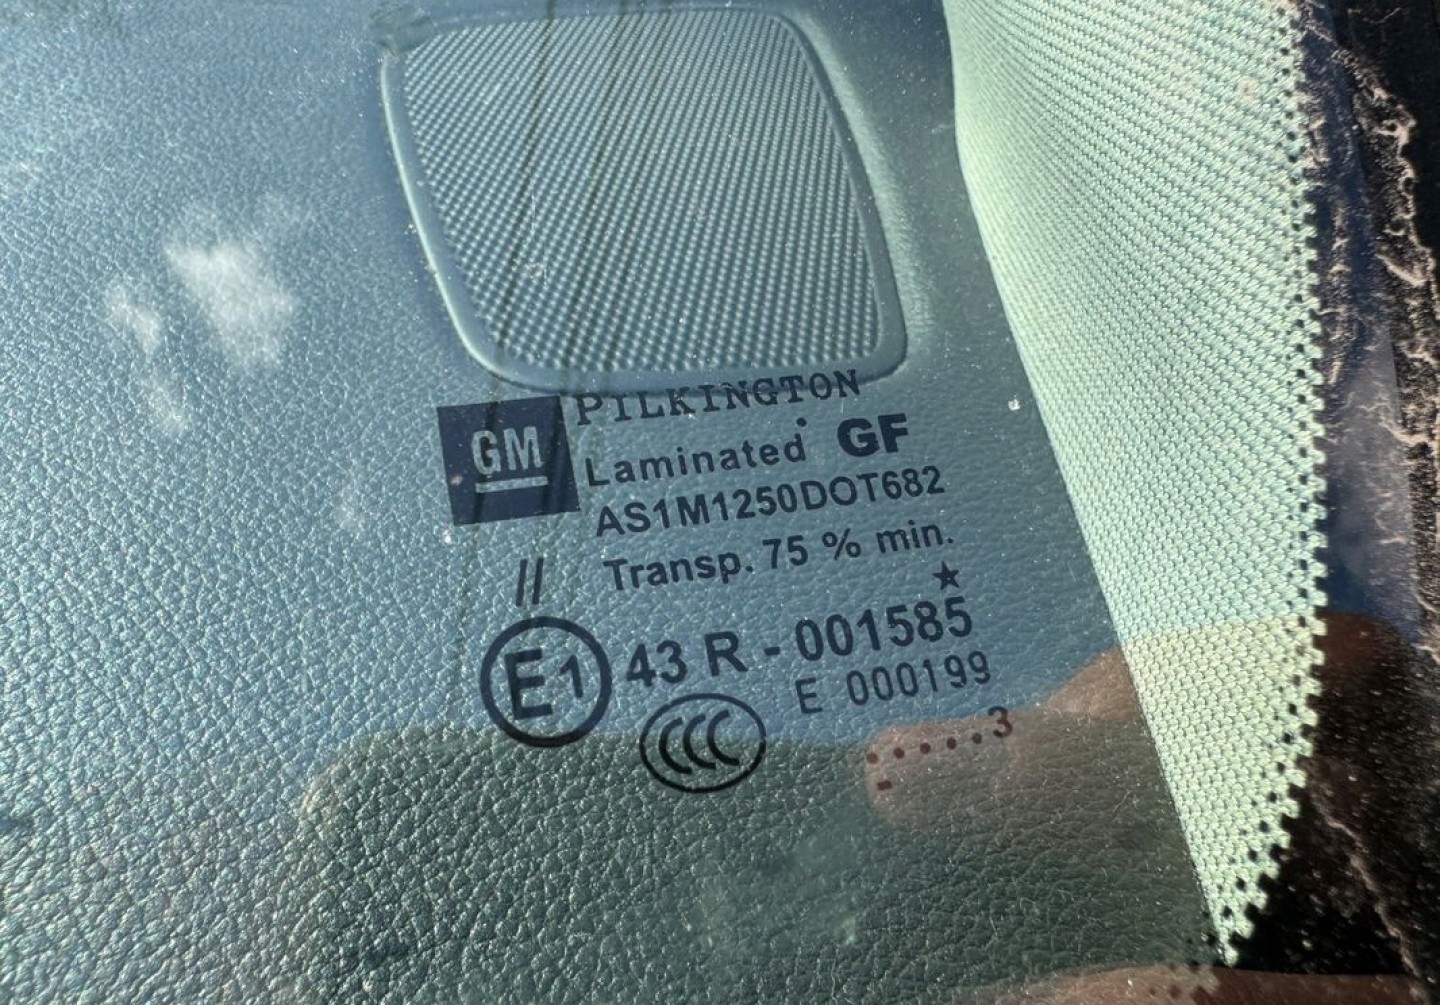 GM
PILKINGTON
Laminated GF
AS1M1250DOT682
Transp. 75 % min.
//
E1 43 R - 001585
CCC E 000199
......3